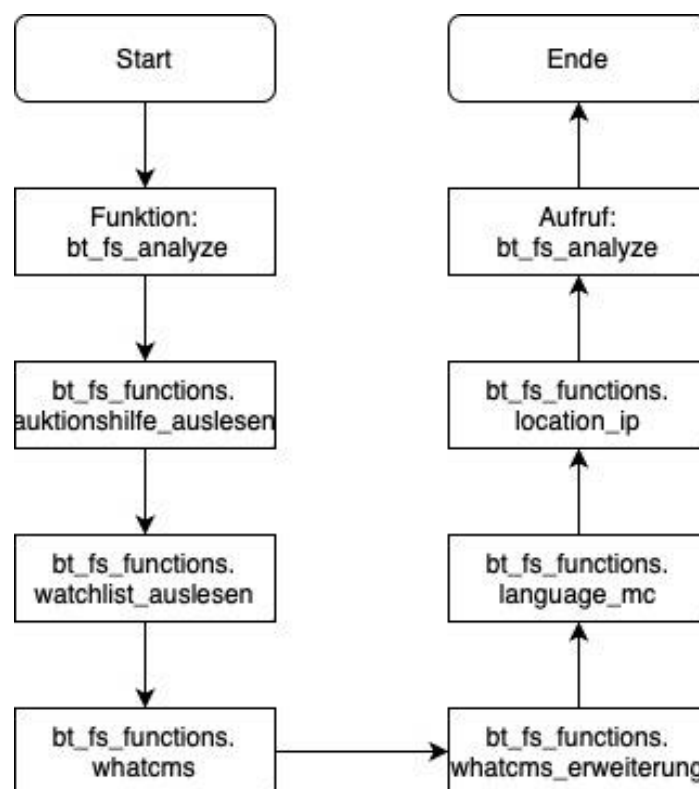 Start
Funktion:
bt_fs_analyze
bt_fs_functions.
auktionshilfe_auslesen
bt_fs_functions.
watchlist_auslesen
bt_fs_functions.
whatcms
bt_fs_functions.
whatcms_erweiterung
bt_fs_functions.
language_mc
bt_fs_functions.
location_ip
Aufruf:
bt_fs_analyze
Ende